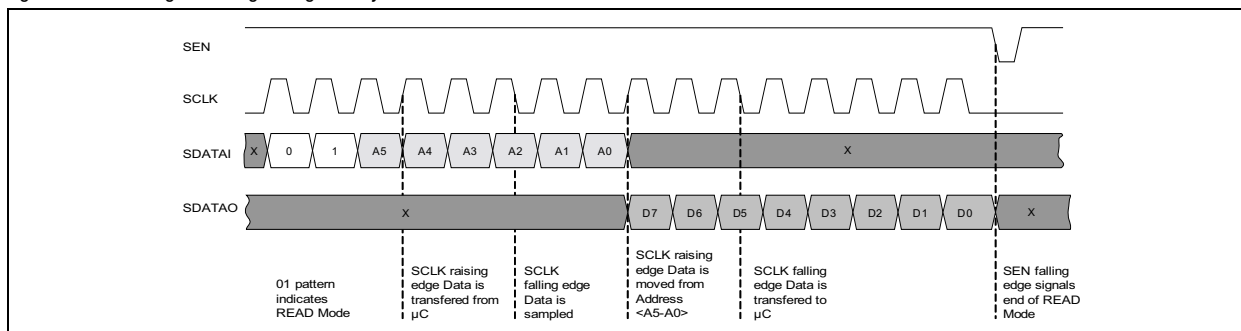 SEN
SCLK
SDATAI
X 0 1 A5 A4 A3 A2 A1 A0 X
SDATAO
X D7 D6 D5 D4 D3 D2 D1 D0 X
01 pattern
indicates
READ Mode
SCLK raising
edge Data is
transfered from
µC
SCLK
falling edge
Data is
sampled
SCLK raising
edge Data is
moved from
Address
<A5-A0>
SCLK falling
edge Data is
transfered to
µC
SEN falling
edge signals
end of READ
Mode